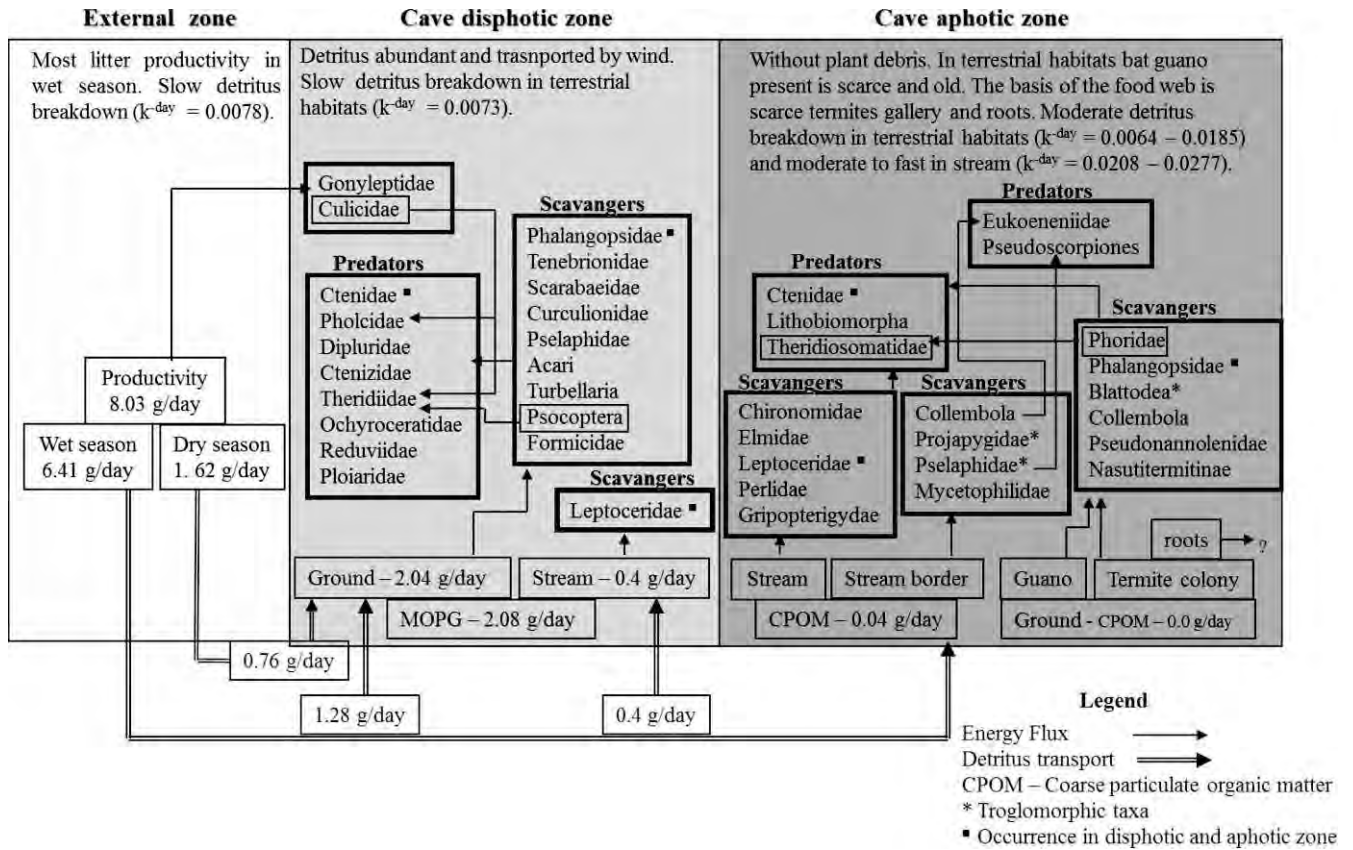 External zone
Cave disphotic zone
Cave aphotic zone
Most litter productivity in
wet season. Slow detritus
breakdown (k-day = 0.0078).
Detritus abundant and trasnported by wind.
Slow detritus breakdown in terrestrial
habitats (k-day = 0.0073).
Without plant debris. In terrestrial habitats bat guano
present is scarce and old. The basis of the food web is
scarce termites gallery and roots. Moderate detritus
breakdown in terrestrial habitats (k-day = 0.0064 – 0.0185)
and moderate to fast in stream (k-day = 0.0208 – 0.0277).
Productivity
8.03 g/day
Wet season
6.41 g/day
Dry season
1. 62 g/day
Gonyleptidae
Culicidae
Predators
Ctenidae ▪
Pholcidae
Dipluridae
Ctenizidae
Theridiidae
Ochyroceratidae
Reduviidae
Ploiaridae
Scavangers
Phalangopsidae ▪
Tenebrionidae
Scarabaeidae
Curculionidae
Pselaphidae
Acari
Turbellaria
Psocoptera
Formicidae
Scavangers
Leptoceridae ▪
Ground – 2.04 g/day
Stream – 0.4 g/day
MOPG – 2.08 g/day
Predators
Eukoeneniidae
Pseudoscorpiones
Predators
Ctenidae ▪
Lithobiomorpha
Theridiosomatidae
Scavangers
Chironomidae
Elmidae
Leptoceridae ▪
Perlidae
Gripopterigydae
Scavangers
Collembola
Projapygidae*
Pselaphidae*
Mycetophilidae
Scavangers
Phoridae
Phalangopsidae ▪
Blattodea*
Collembola
Pseudonannolenidae
Nasutitermitinae
roots
?
Stream
Stream border
CPOM – 0.04 g/day
Guano
Termite colony
Ground - CPOM – 0.0 g/day
0.76 g/day
1.28 g/day
0.4 g/day
Legend
Energy Flux
Detritus transport
CPOM – Coarse particulate organic matter
* Troglomorphic taxa
▪ Occurrence in disphotic and aphotic zone